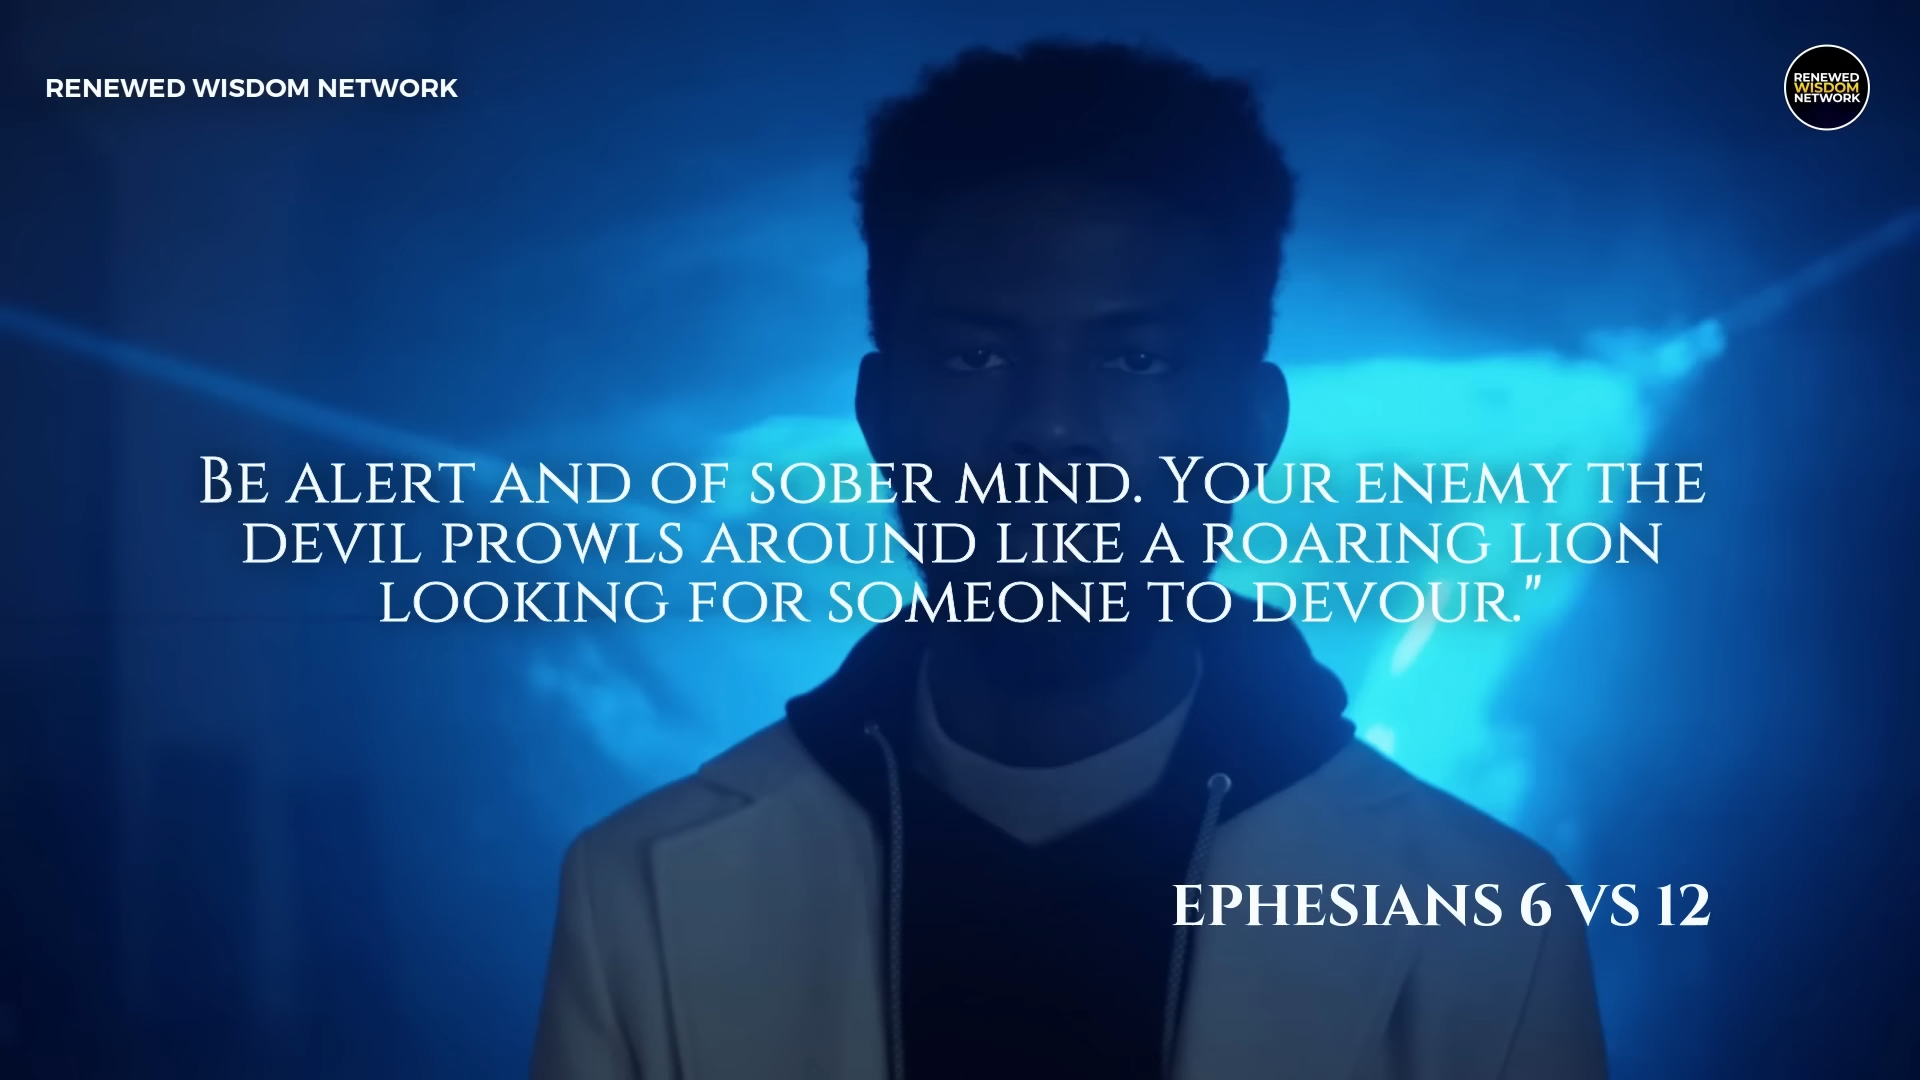 RENEWED WISDOM NETWORK
RENEWED
WISDOM
NETWORK
Be alert and of sober mind. Your enemy the
devil prowls around like a roaring lion
looking for someone to devour."
EPHESIANS 6 VS 12